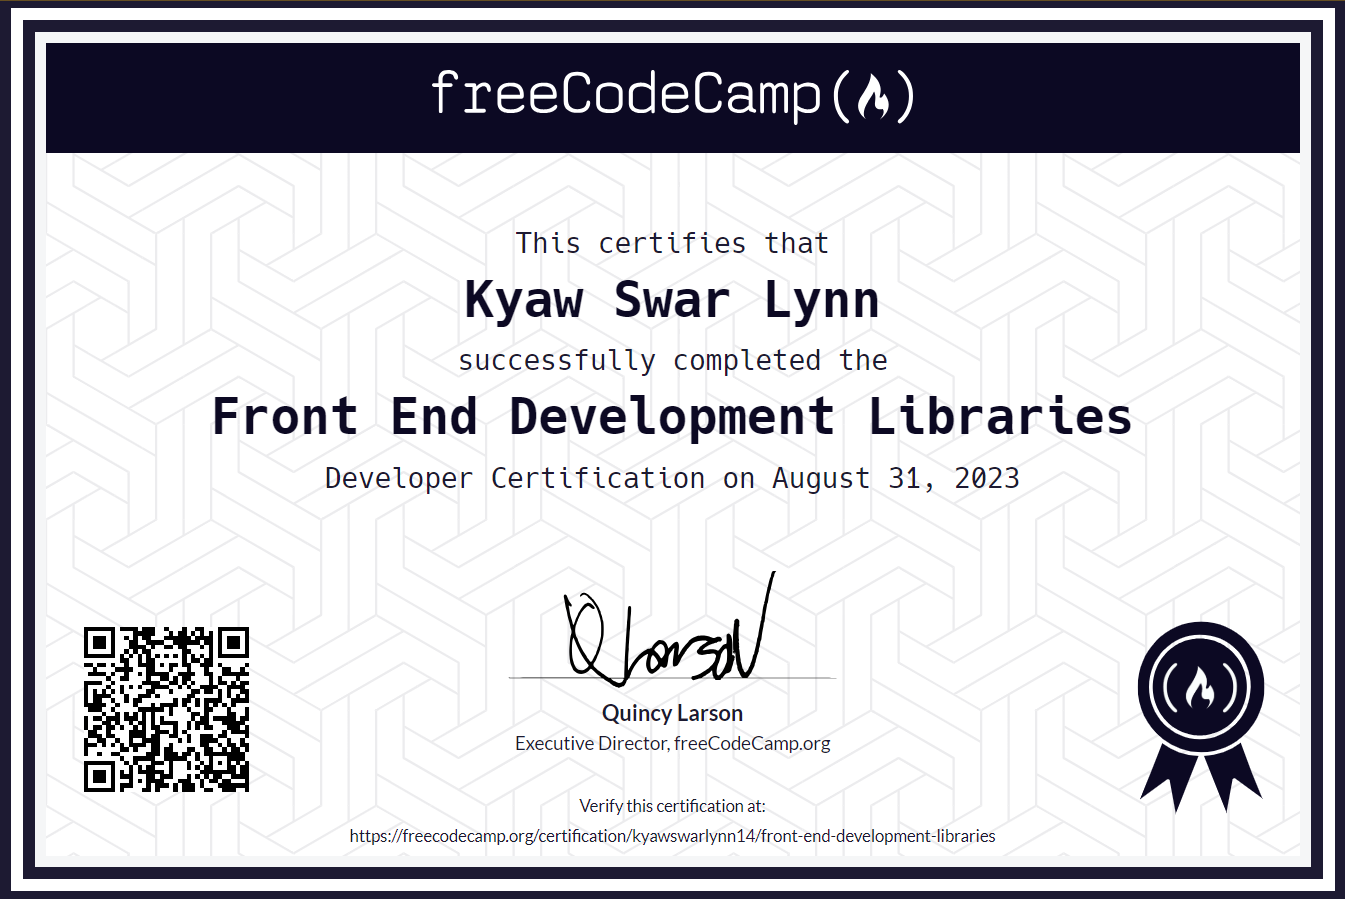 freeCodeCamp
This certifies that
Kyaw Swar Lynn
successfully completed the
Front End Development Libraries
Developer Certification on August 31, 2023
Q Larson
Quincy Larson
Executive Director, freeCodeCamp.org
Verify this certification at:
https://freecodecamp.org/certification/kyawswarlynn14/front-end-development-libraries